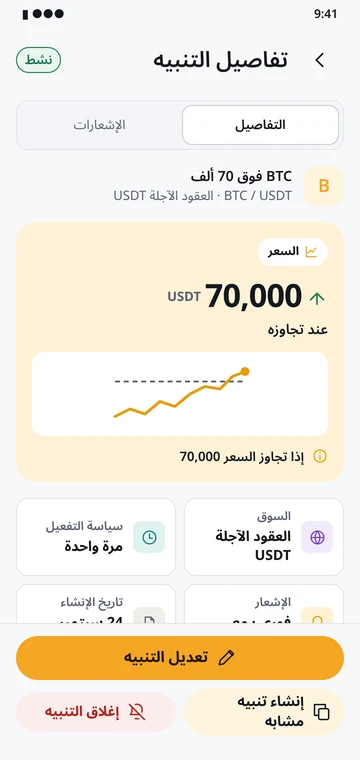 9:41
تفاصيل التنبيه
نشط
التفاصيل
الإشعارات
B
BTC فوق 70 ألف
BTC / USDT · العقود الآجلة USDT
السعر
70,000 USDT
عند تجاوزه
إذا تجاوز السعر 70,000
السوق
العقود الآجلة
USDT
سياسة التفعيل
مرة واحدة
الإشعار
تاريخ الإنشاء
24 سبتمبر
تعديل التنبيه
إنشاء تنبيه
مشابه
إغلاق التنبيه